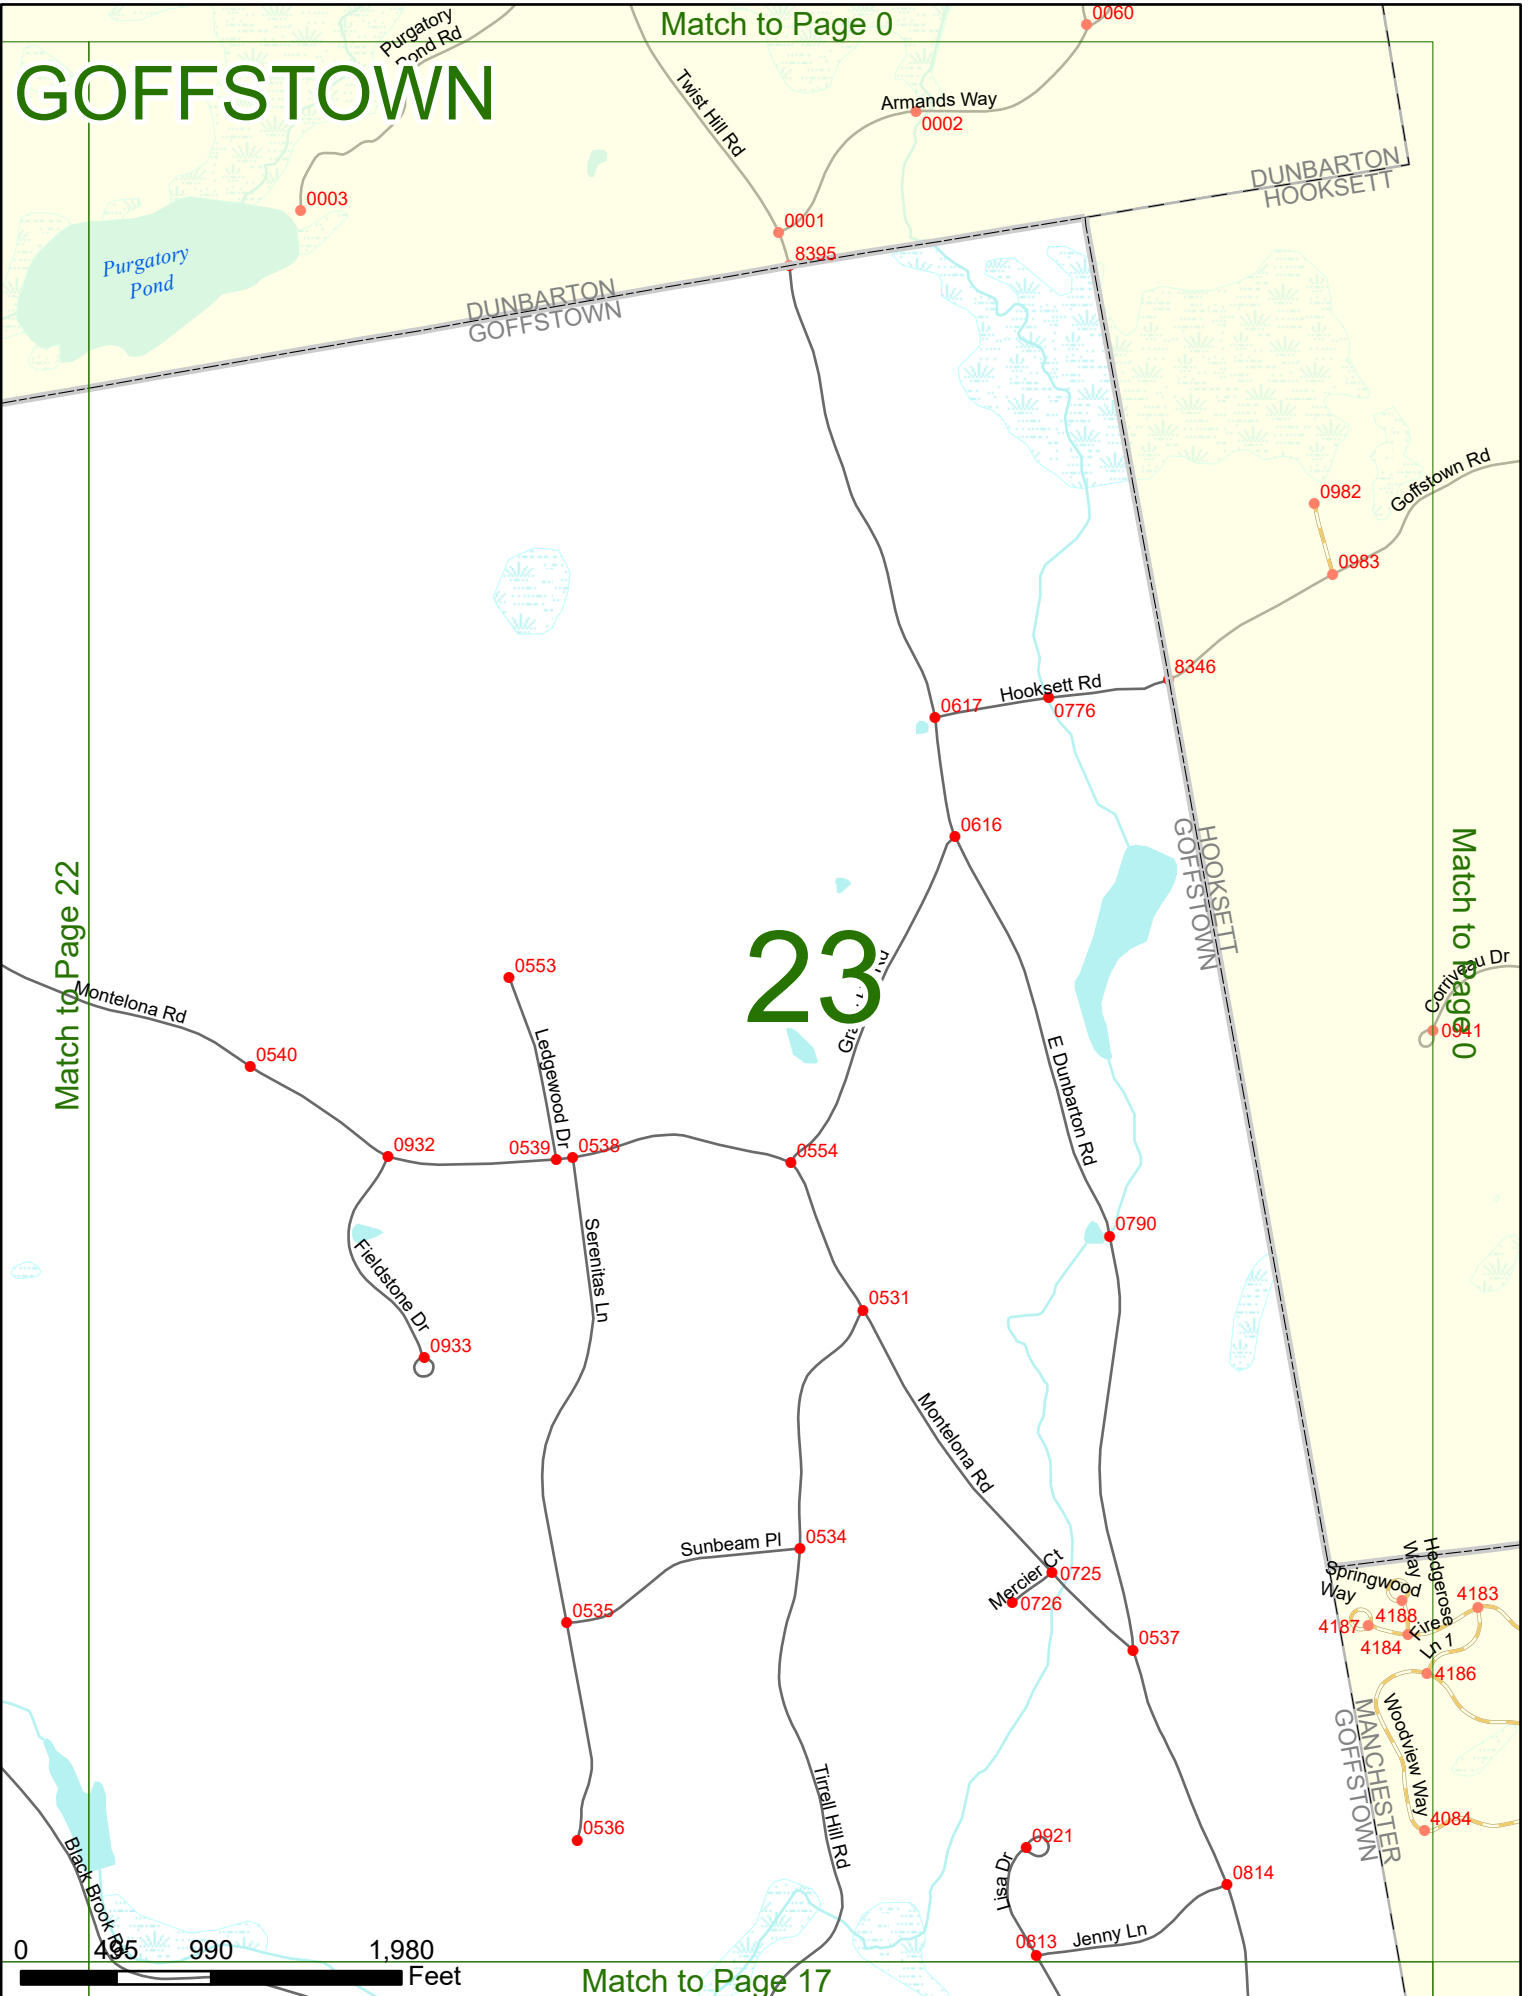 Match to Page 0
0060
Purgatory
Pond Rd
GOFFSTOWN
Twist Hill Rd
Armands Way
0002
DUNBARTON
HOOKSETT
0003
0001
8395
Purgatory
Pond
DUNBARTON
GOFFSTOWN
Goffstown Rd
0982
0983
8346
Hooksett Rd
0617
0776
0616
HOOKSETT
GOFFSTOWN
Match to Page 22
Match to Page 0
23
0553
Corriveau Dr
Montelona Rd
0941
Ledgewood Dr
E Dunbarton Rd
0540
0932
0539
0538
0554
0790
Serenitas Ln
Fieldstone Dr
0531
0933
Montelona Rd
Sunbeam Pl
0534
Mercier Ct
0725
0726
Hedgerose
Way
Springwood
Way
4183
4187
4188
4184
Fire
Ln 1
0535
0537
4186
MANCHESTER
GOFFSTOWN
Woodview Way
Tirrell Hill Rd
4084
0536
0921
Black Brook Rd
Lisa Dr
0814
Jenny Ln
0813
0 495 990 1,980
Feet
Match to Page 17